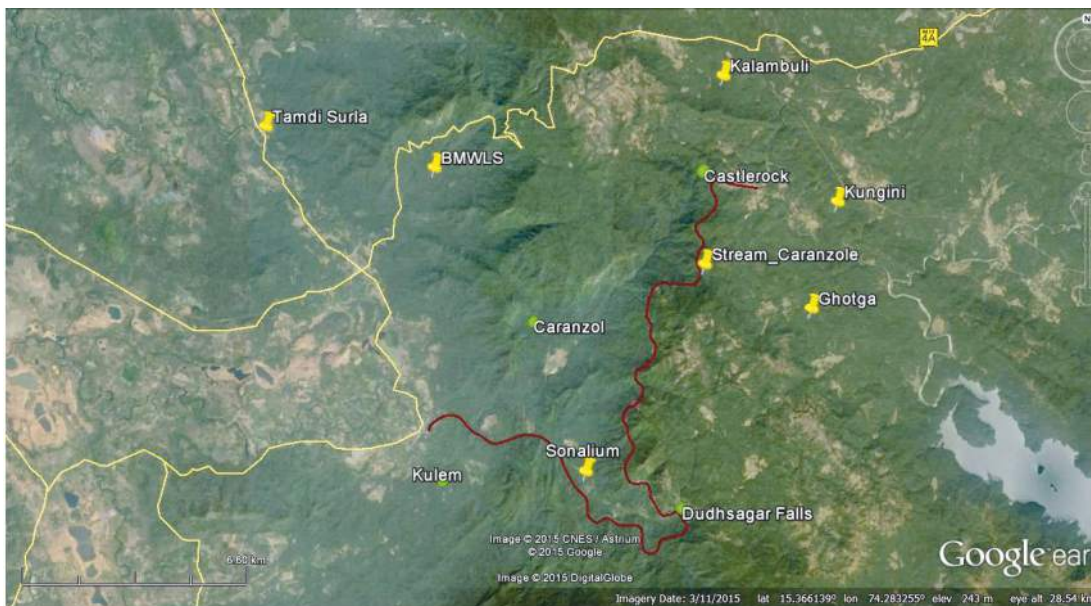 4A
Kalambuli
Tamdi Surla
BMWLS
Castlerock
Kungini
Stream_Caranzole
Ghotga
Caranzol
Sonalium
Kulem
Dudhsagar Falls
Image © 2015 CNES / Astrium
© 2015 Google
Google ear
6.80 km
Image © 2015 DigitalGlobe
Imagery Date: 3/11/2015 lat 15.366139° lon 74.283255° elev 243 m eye alt 28.54 k